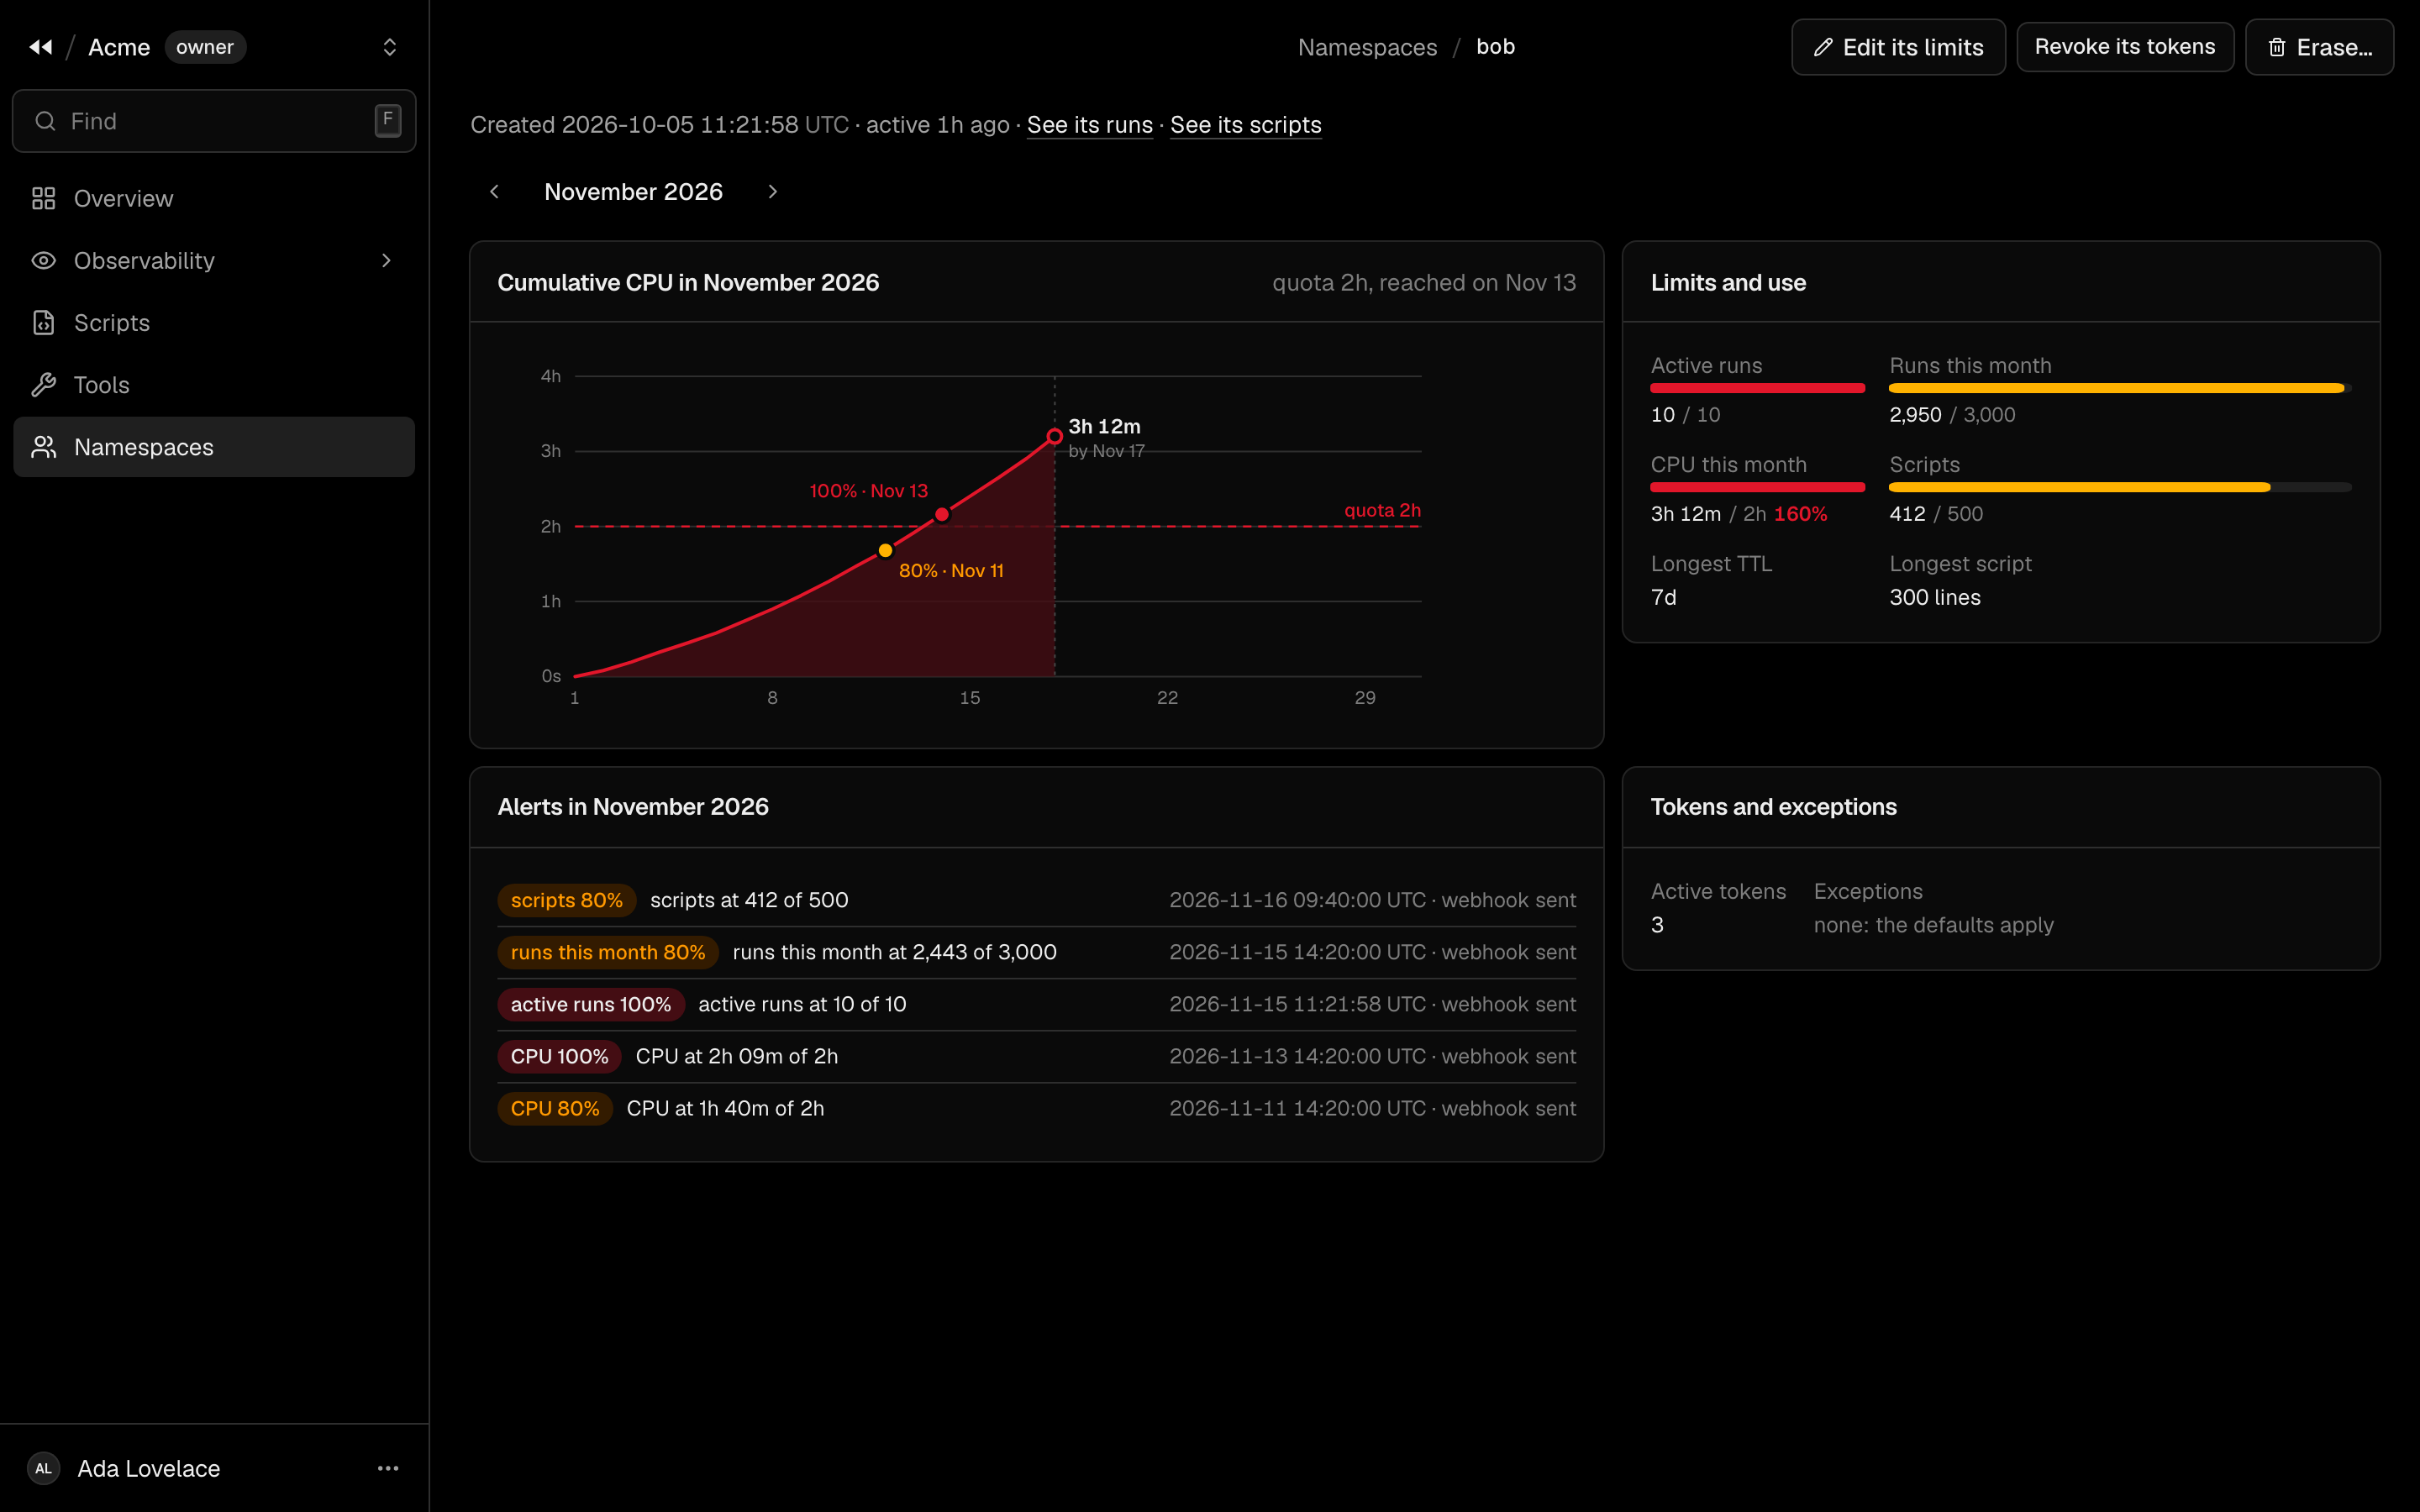 / Acme owner
Find F
Overview
Observability
Scripts
Tools
Namespaces
AL Ada Lovelace
Namespaces / bob
Edit its limits
Revoke its tokens
Erase…
Created 2026-10-05 11:21:58 UTC · active 1h ago · See its runs · See its scripts
November 2026
Cumulative CPU in November 2026
quota 2h, reached on Nov 13
4h
3h
2h
1h
0s
3h 12m
by Nov 17
100% · Nov 13
quota 2h
80% · Nov 11
1 8 15 22 29
Limits and use
Active runs
10 / 10
Runs this month
2,950 / 3,000
CPU this month
3h 12m / 2h 160%
Scripts
412 / 500
Longest TTL
7d
Longest script
300 lines
Alerts in November 2026
scripts 80% scripts at 412 of 500 2026-11-16 09:40:00 UTC · webhook sent
runs this month 80% runs this month at 2,443 of 3,000 2026-11-15 14:20:00 UTC · webhook sent
active runs 100% active runs at 10 of 10 2026-11-15 11:21:58 UTC · webhook sent
CPU 100% CPU at 2h 09m of 2h 2026-11-13 14:20:00 UTC · webhook sent
CPU 80% CPU at 1h 40m of 2h 2026-11-11 14:20:00 UTC · webhook sent
Tokens and exceptions
Active tokens
3
Exceptions
none: the defaults apply